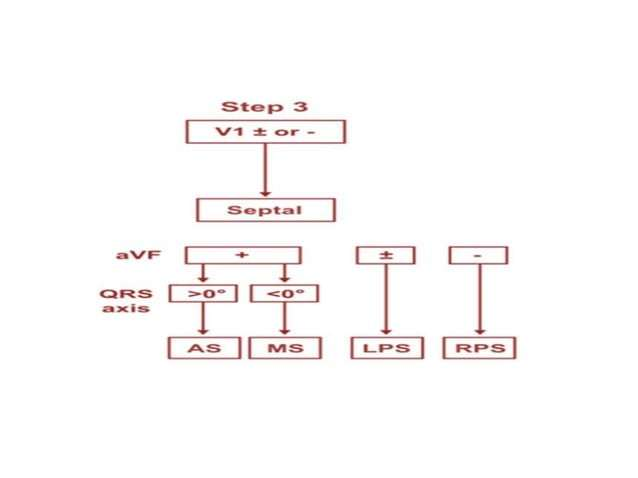 Step 3
V1 ± or -
Septal
aVF + ± -
QRS axis >0° <0°
AS MS LPS RPS